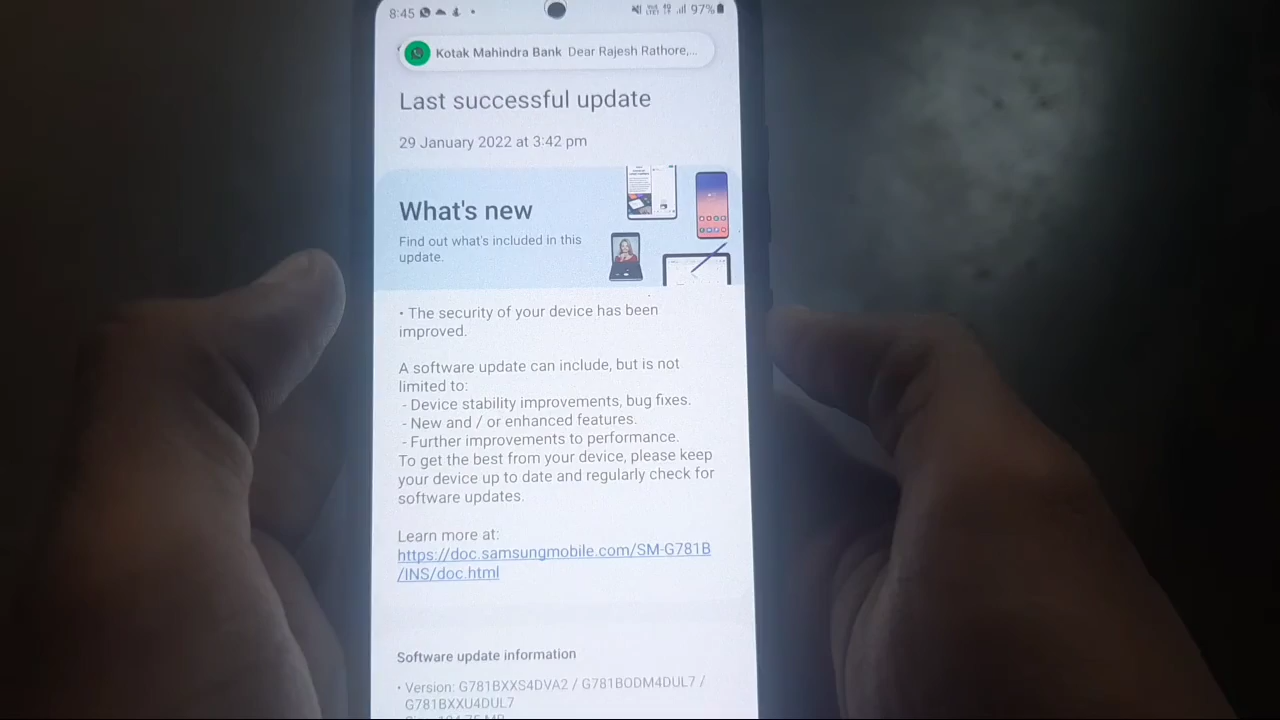 8:45 97%
Kotak Mahindra Bank Dear Rajesh Rathore,...
Last successful update
29 January 2022 at 3:42 pm
What's new
Find out what's included in this
update.
• The security of your device has been
improved.
A software update can include, but is not
limited to:
- Device stability improvements, bug fixes.
- New and / or enhanced features.
- Further improvements to performance.
To get the best from your device, please keep
your device up to date and regularly check for
software updates.
Learn more at:
https://doc.samsungmobile.com/SM-G781B
/INS/doc.html
Software update information
• Version: G781BXXS4DVA2 / G781BODM4DUL7 /
G781BXXU4DUL7